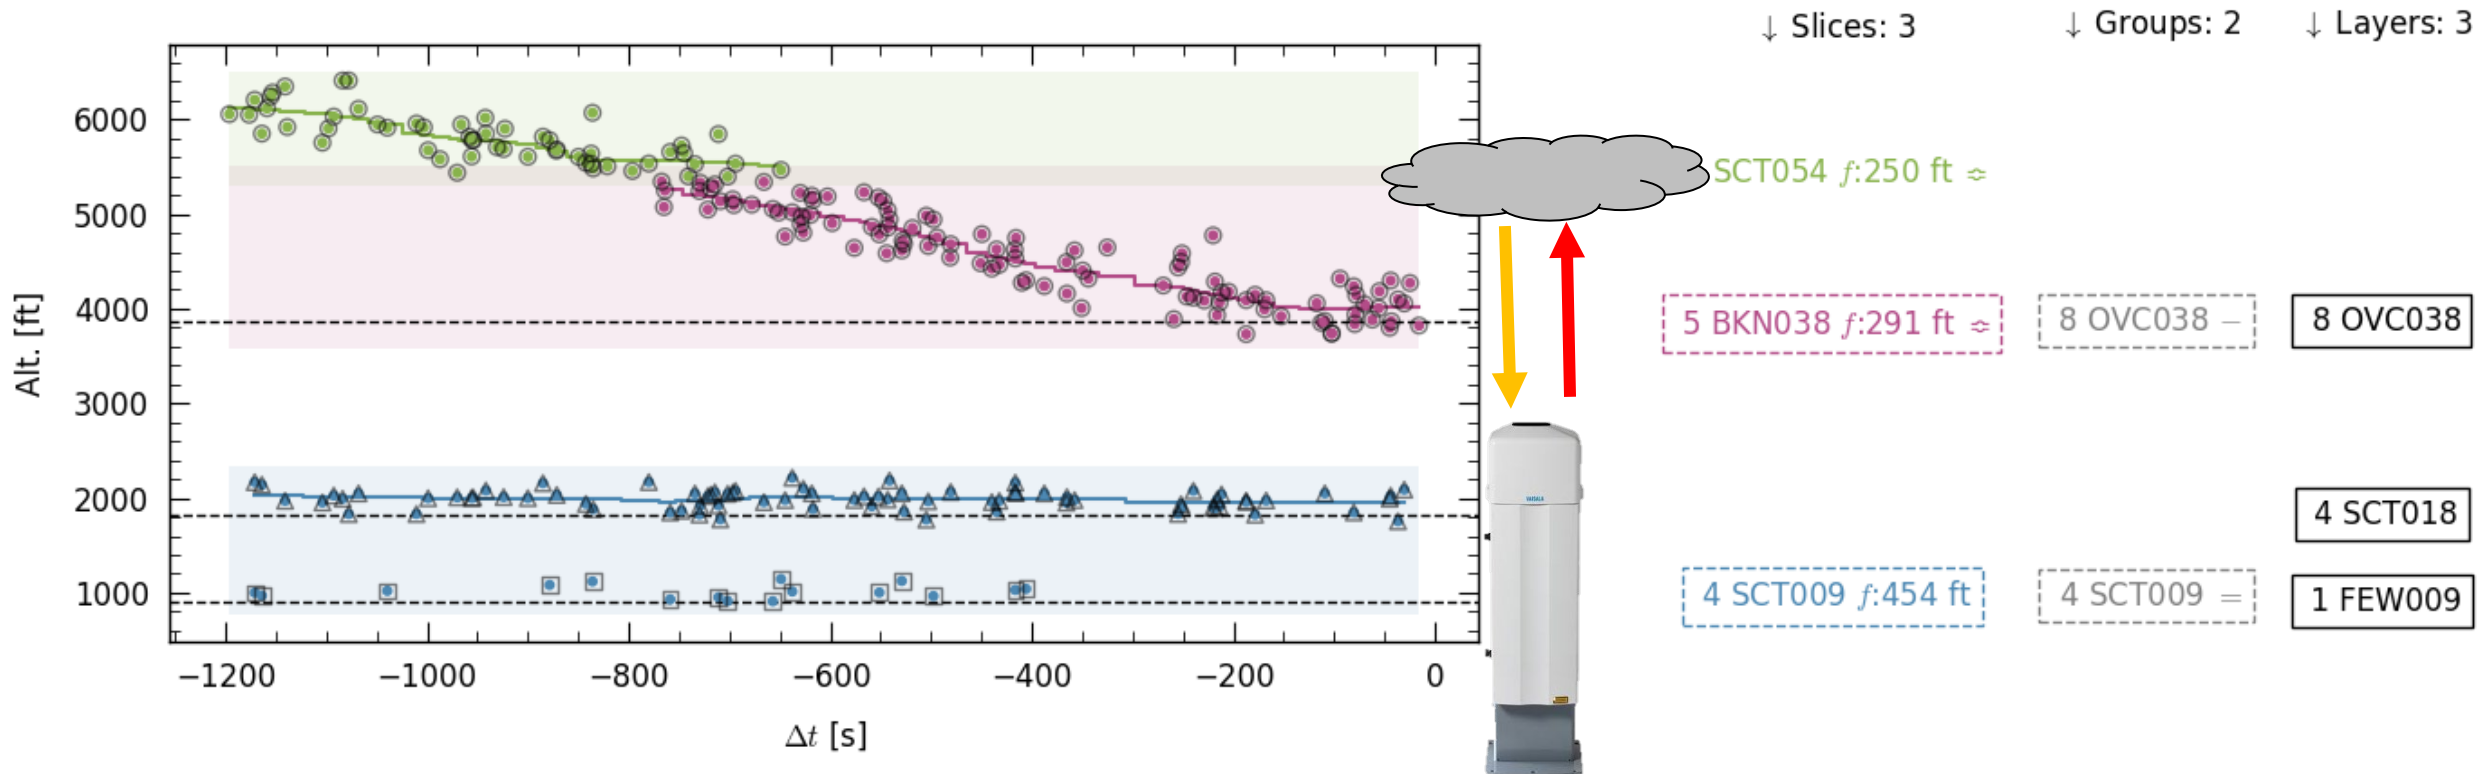 ↓ Slices: 3
↓ Groups: 2
↓ Layers: 3
Alt. [ft]
6000
5000
4000
3000
2000
1000
SCT054 f:250 ft ≎
5 BKN038 f:291 ft ≎
8 OVC038 −
8 OVC038
4 SCT018
4 SCT009 f:454 ft
4 SCT009 =
1 FEW009
VAISALA
−1200
−1000
−800
−600
−400
−200
0
Δt [s]